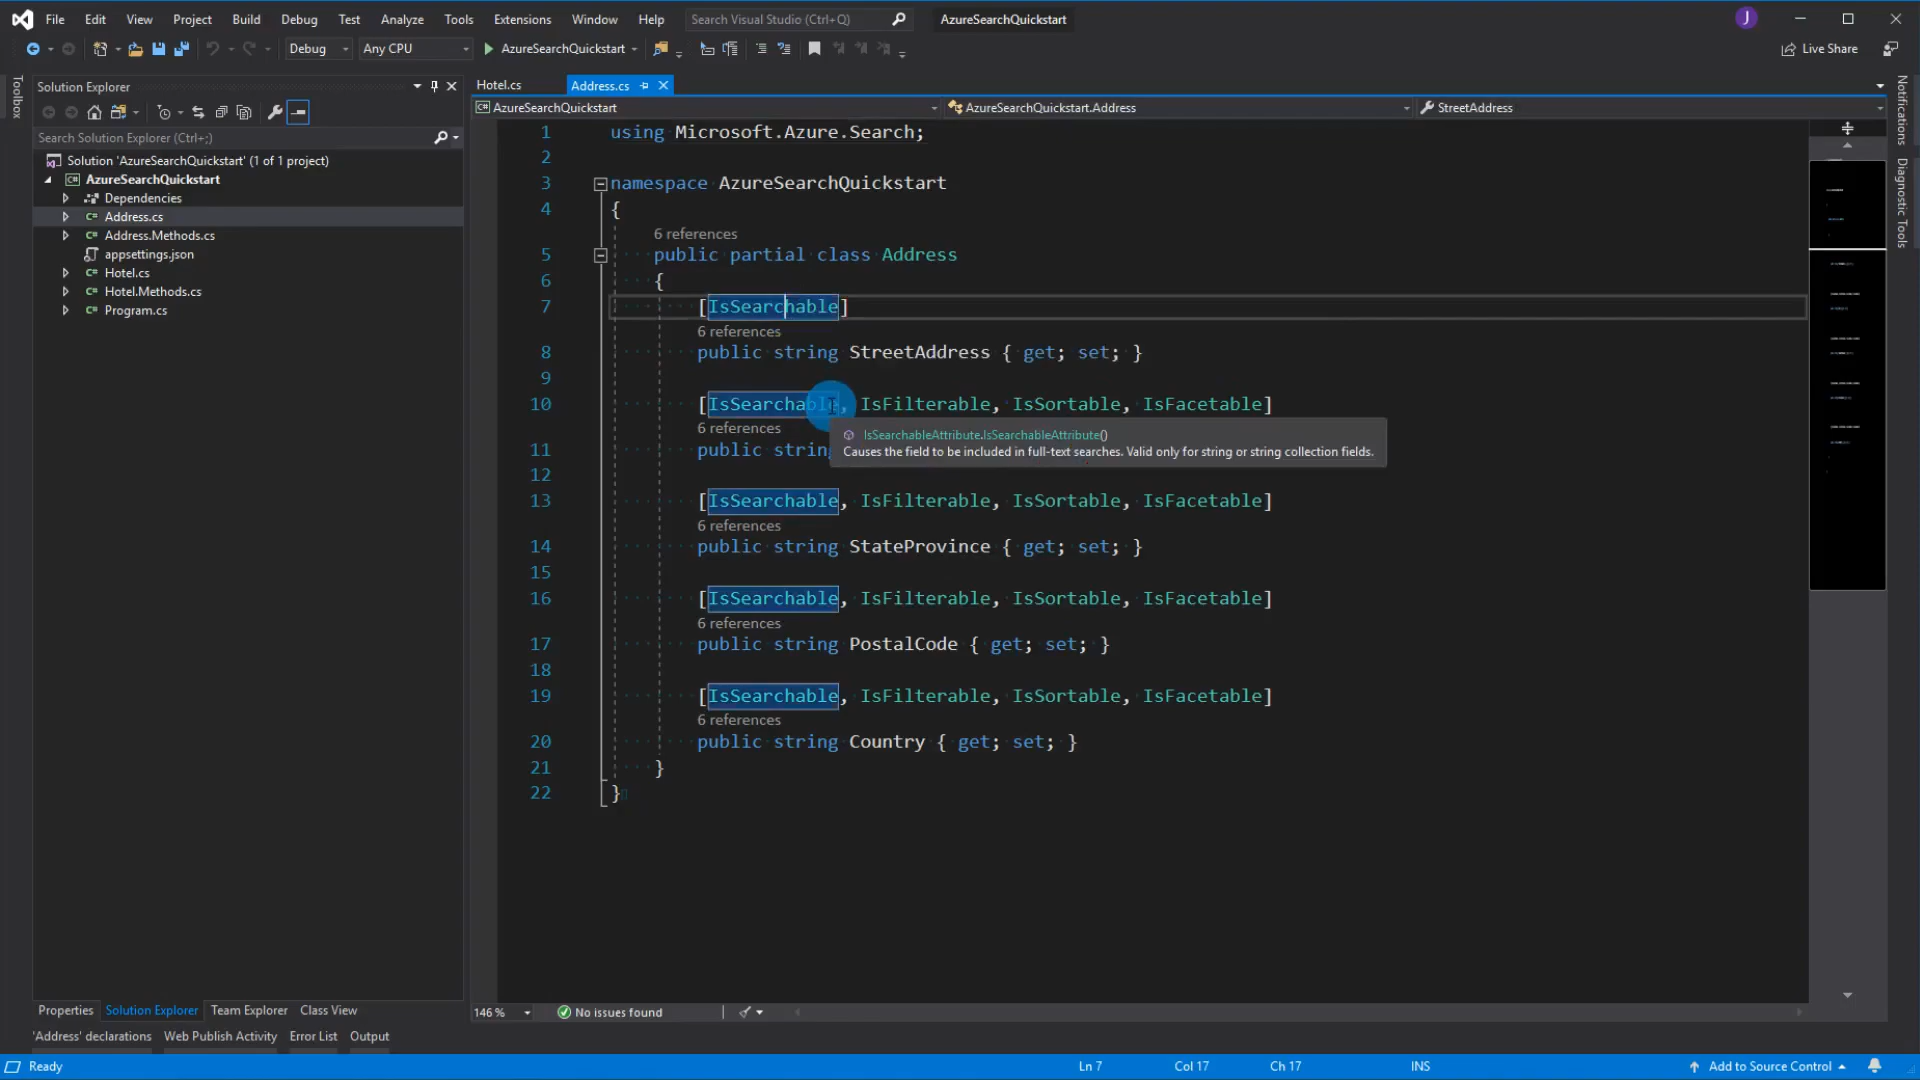 File Edit View Project Build Debug Test Analyze Tools Extensions Window Help Search Visual Studio (Ctrl+Q) AzureSearchQuickstart J
Debug Any CPU AzureSearchQuickstart Live Share
Toolbox
Solution Explorer
Search Solution Explorer (Ctrl+;)
Solution 'AzureSearchQuickstart' (1 of 1 project)
AzureSearchQuickstart
Dependencies
C# Address.cs
C# Address.Methods.cs
appsettings.json
C# Hotel.cs
C# Hotel.Methods.cs
C# Program.cs
Properties Solution Explorer Team Explorer Class View
Hotel.cs Address.cs
AzureSearchQuickstart AzureSearchQuickstart.Address StreetAddress
1 using Microsoft.Azure.Search;
2
3 namespace AzureSearchQuickstart
4 {
6 references
5 public partial class Address
6 {
7 [IsSearchable]
6 references
8 public string StreetAddress { get; set; }
9
10 [IsSearchable, IsFilterable, IsSortable, IsFacetable]
6 references
IsSearchableAttribute.IsSearchableAttribute()
Causes the field to be included in full-text searches. Valid only for string or string collection fields.
11 public string
12
13 [IsSearchable, IsFilterable, IsSortable, IsFacetable]
6 references
14 public string StateProvince { get; set; }
15
16 [IsSearchable, IsFilterable, IsSortable, IsFacetable]
6 references
17 public string PostalCode { get; set; }
18
19 [IsSearchable, IsFilterable, IsSortable, IsFacetable]
6 references
20 public string Country { get; set; }
21 }
22 }
Notifications
Diagnostic Tools
146 % No issues found
'Address' declarations Web Publish Activity Error List Output
Ready Ln 7 Col 17 Ch 17 INS Add to Source Control